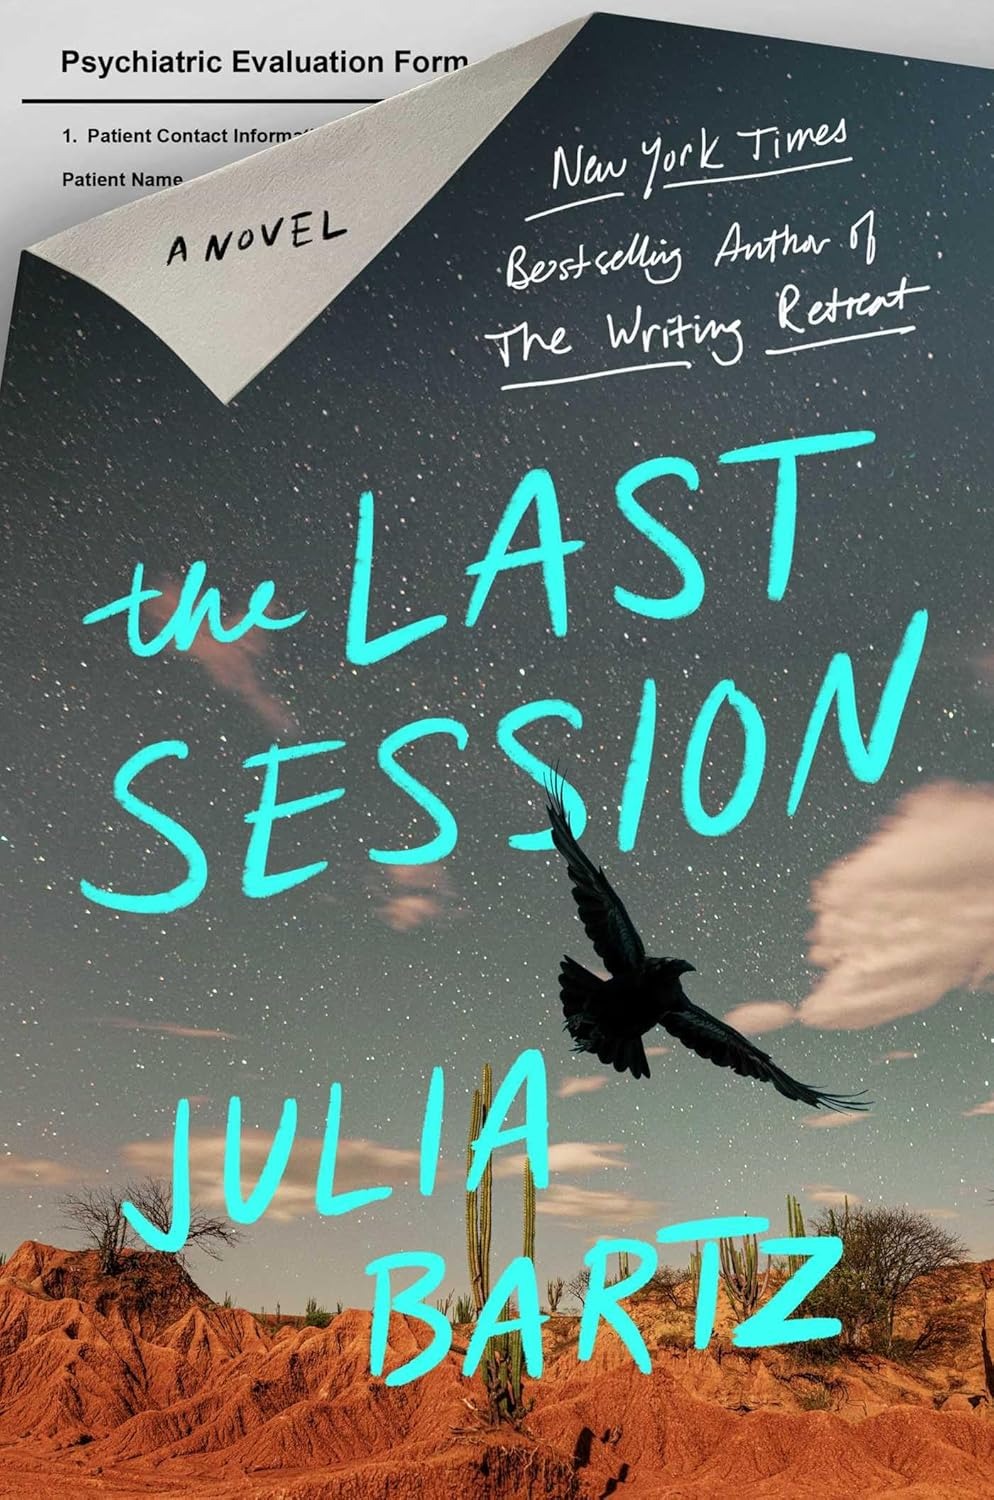 Psychiatric Evaluation Form
1. Patient Contact Informa
Patient Name
A NOVEL
New York Times
Bestselling Author of
The Writing Retreat
the LAST
SESSION
JULIA
BARTZ